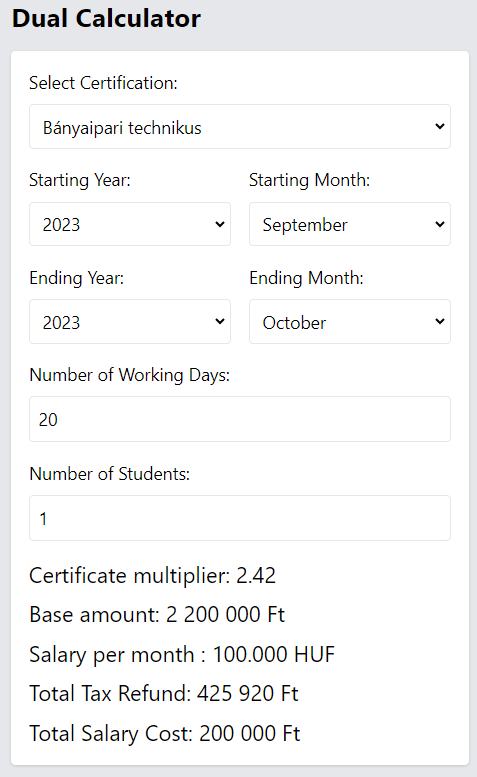 Dual Calculator
Select Certification:
Bányaipari technikus
Starting Year: Starting Month:
2023 September
Ending Year: Ending Month:
2023 October
Number of Working Days:
20
Number of Students:
1
Certificate multiplier: 2.42
Base amount: 2 200 000 Ft
Salary per month : 100.000 HUF
Total Tax Refund: 425 920 Ft
Total Salary Cost: 200 000 Ft